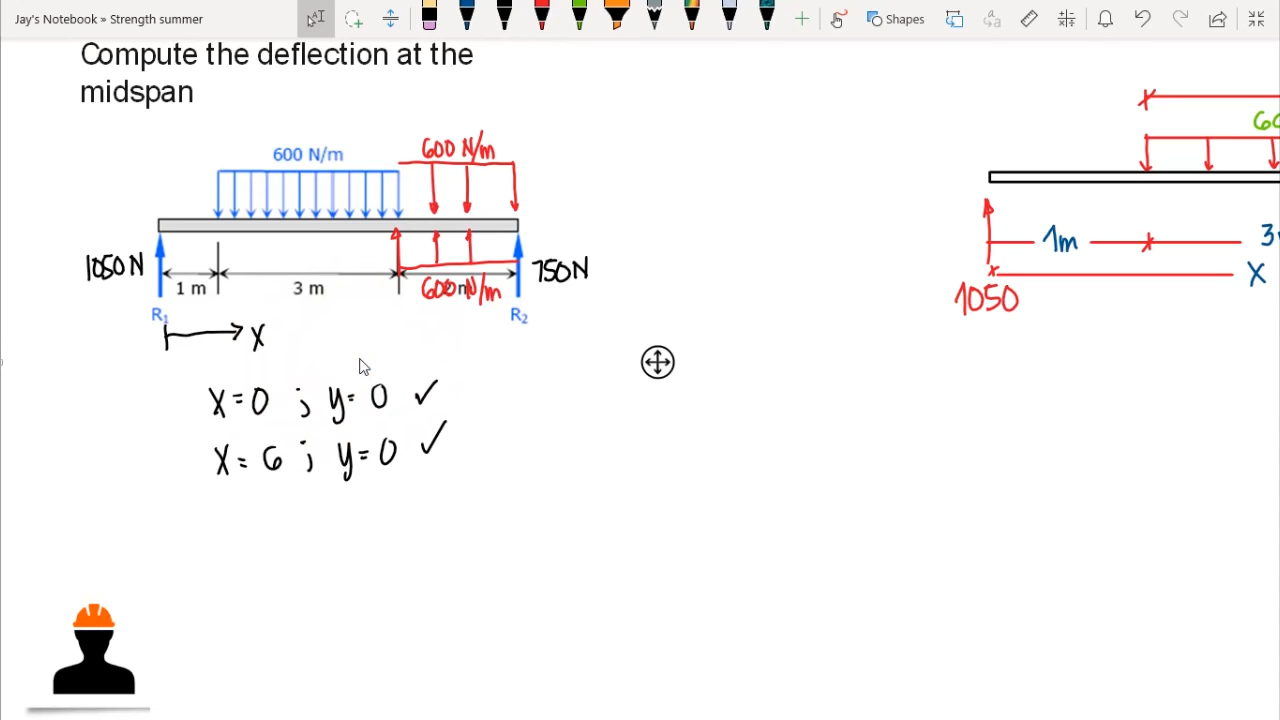 Jay's Notebook » Strength summer
Shapes
Compute the deflection at the
midspan
600 N/m
600 N/m
1050 N
750 N
1 m
3 m
600 N/m
R1
R2
X
X=0 ; y=0 ✓
X=6 ; y=0 ✓
1m
X
1050